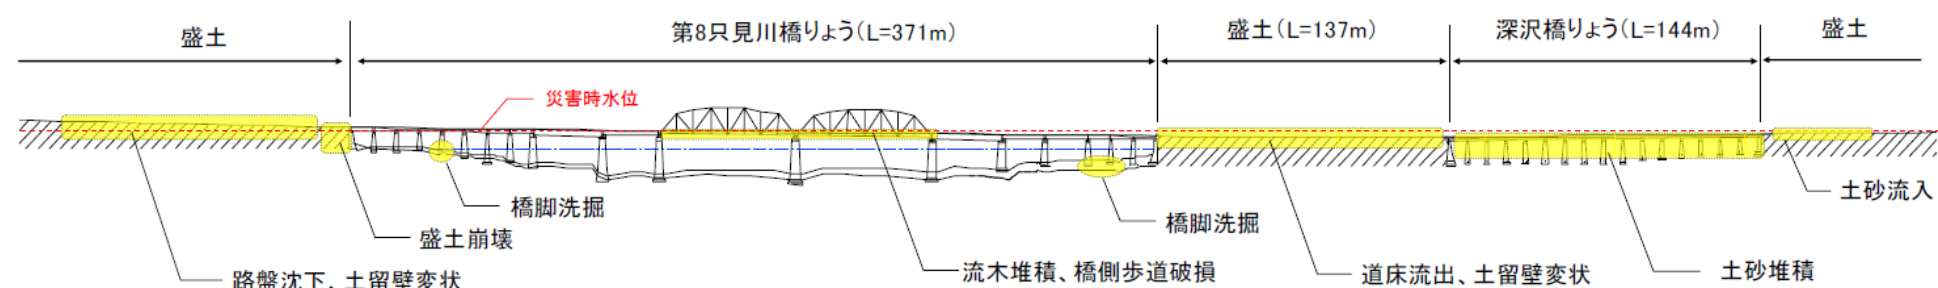 盛土
第8只見川橋りょう(L=371m)
盛土(L=137m)
深沢橋りょう(L=144m)
盛土
災害時水位
橋脚洗掘
盛土崩壊
路盤沈下、土留壁変状
流木堆積、橋側歩道破損
橋脚洗掘
道床流出、土留壁変状
土砂堆積
土砂流入